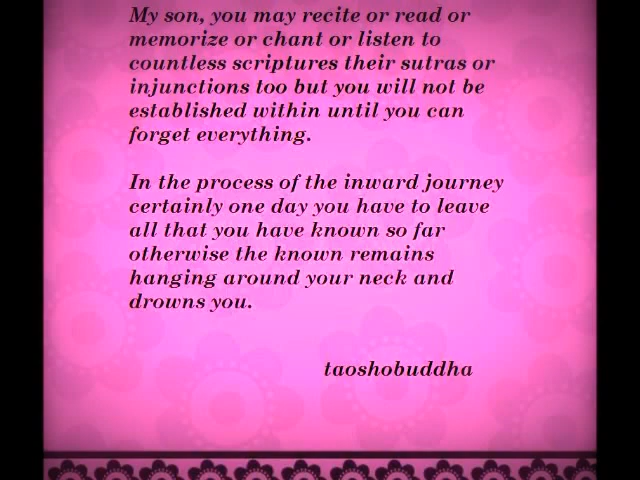 My son, you may recite or read or
memorize or chant or listen to
countless scriptures their sutras or
injunctions too but you will not be
established within until you can
forget everything.
In the process of the inward journey
certainly one day you have to leave
all that you have known so far
otherwise the known remains
hanging around your neck and
drowns you.
taoshobuddha